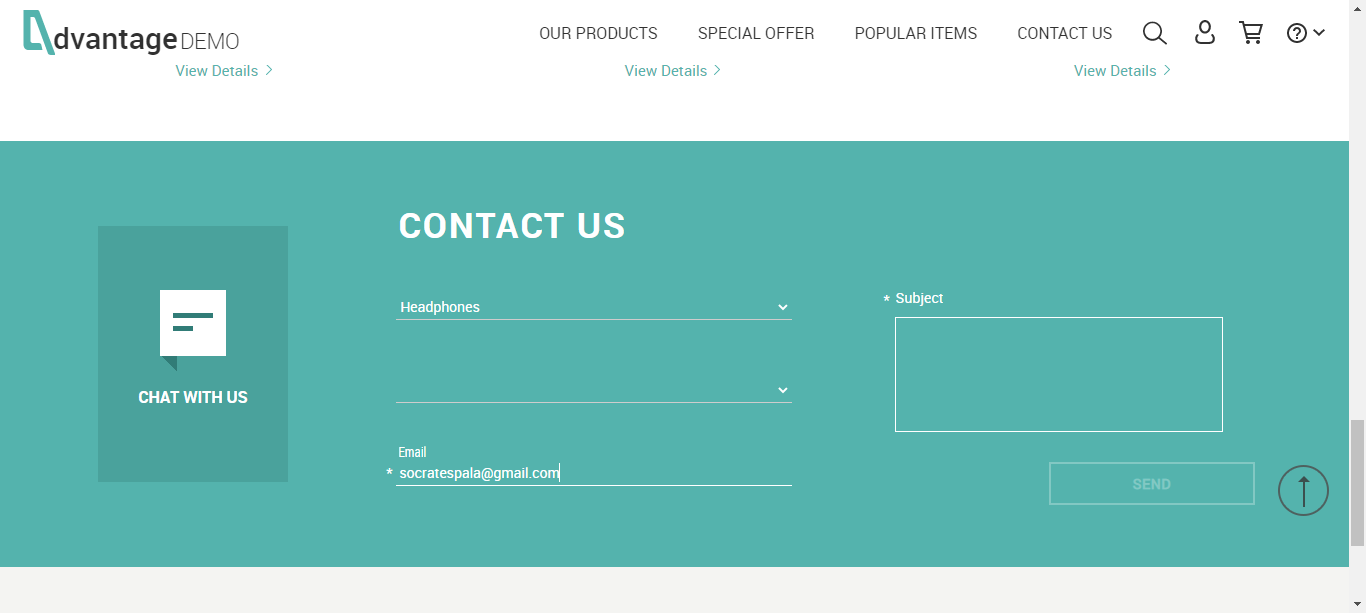 dvantage DEMO
OUR PRODUCTS SPECIAL OFFER POPULAR ITEMS CONTACT US
View Details View Details View Details
CONTACT US
CHAT WITH US
Headphones
Email
* socratespala@gmail.com
* Subject
SEND